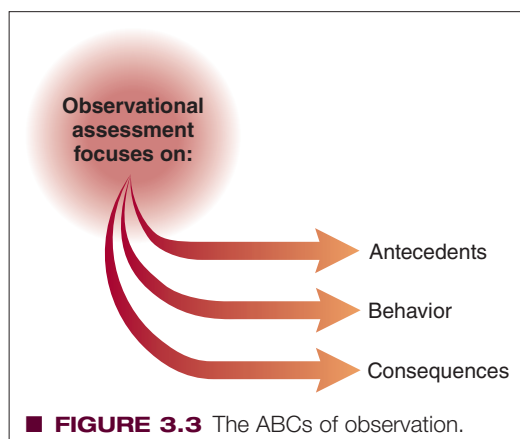 Observational
assessment
focuses on:
Antecedents
Behavior
Consequences
■ FIGURE 3.3 The ABCs of observation.